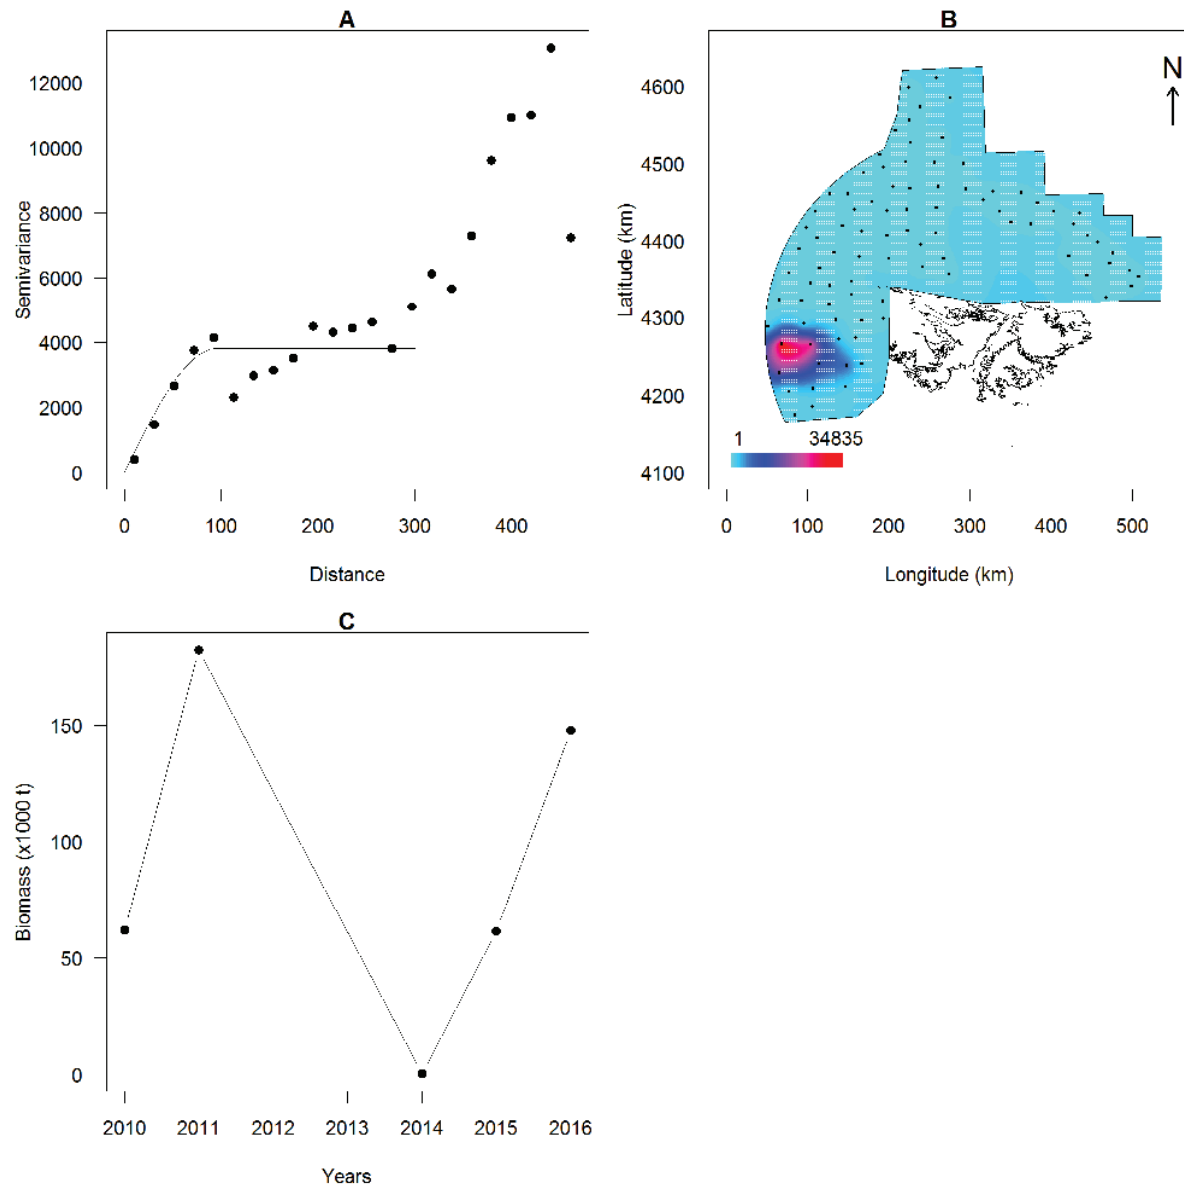 A
Semivariance
12000
10000
8000
6000
4000
2000
0
0 100 200 300 400
Distance
B
N
Latitude (km)
4600
4500
4400
4300
4200
4100
1 34835
0 100 200 300 400 500
Longitude (km)
C
Biomass (x1000 t)
150
100
50
0
2010 2011 2012 2013 2014 2015 2016
Years